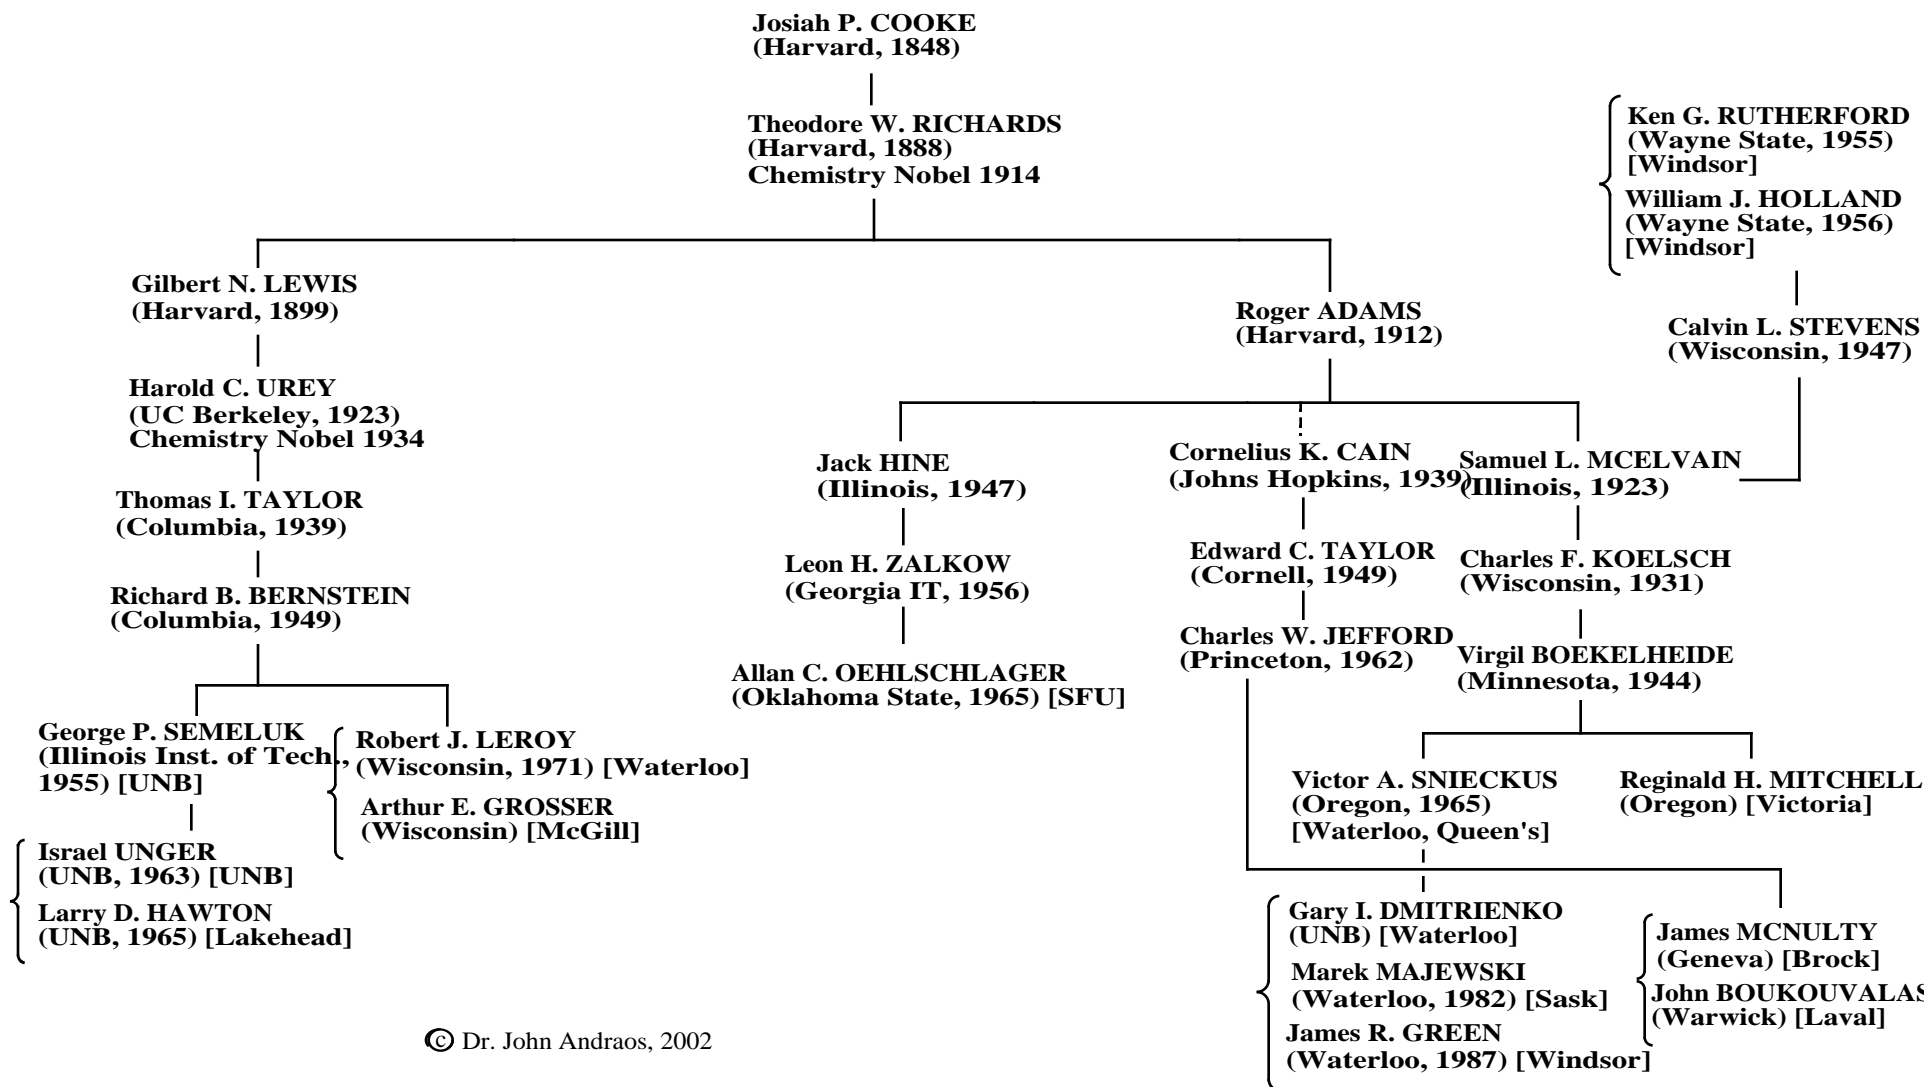 Josiah P. COOKE
(Harvard, 1848)
Theodore W. RICHARDS
(Harvard, 1888)
Chemistry Nobel 1914
Ken G. RUTHERFORD
(Wayne State, 1955)
[Windsor]
William J. HOLLAND
(Wayne State, 1956)
[Windsor]
Gilbert N. LEWIS
(Harvard, 1899)
Roger ADAMS
(Harvard, 1912)
Calvin L. STEVENS
(Wisconsin, 1947)
Harold C. UREY
(UC Berkeley, 1923)
Chemistry Nobel 1934
Jack HINE
(Illinois, 1947)
Cornelius K. CAIN
(Johns Hopkins, 1939)
Samuel L. MCELVAIN
(Illinois, 1923)
Thomas I. TAYLOR
(Columbia, 1939)
Leon H. ZALKOW
(Georgia IT, 1956)
Edward C. TAYLOR
(Cornell, 1949)
Charles F. KOELSCH
(Wisconsin, 1931)
Richard B. BERNSTEIN
(Columbia, 1949)
Allan C. OEHLSCHLAGER
(Oklahoma State, 1965) [SFU]
Charles W. JEFFORD
(Princeton, 1962)
Virgil BOEKELHEIDE
(Minnesota, 1944)
George P. SEMELUK
(Illinois Inst. of Tech.,
1955) [UNB]
Robert J. LEROY
(Wisconsin, 1971) [Waterloo]
Arthur E. GROSSER
(Wisconsin) [McGill]
Victor A. SNIECKUS
(Oregon, 1965)
[Waterloo, Queen's]
Reginald H. MITCHELL
(Oregon) [Victoria]
Israel UNGER
(UNB, 1963) [UNB]
Larry D. HAWTON
(UNB, 1965) [Lakehead]
Gary I. DMITRIENKO
(UNB) [Waterloo]
Marek MAJEWSKI
(Waterloo, 1982) [Sask]
James R. GREEN
(Waterloo, 1987) [Windsor]
James MCNULTY
(Geneva) [Brock]
John BOUKOUVALAS
(Warwick) [Laval]
© Dr. John Andraos, 2002